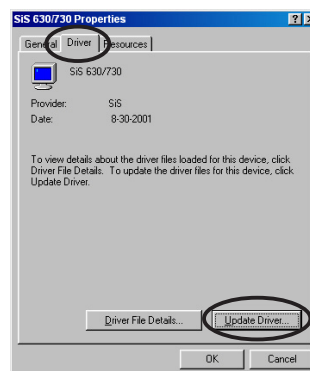 SiS 630/730 Properties
General Driver Resources
SiS 630/730
Provider: SiS
Date: 8-30-2001
To view details about the driver files loaded for this device, click
Driver File Details. To update the driver files for this device, click
Update Driver.
Driver File Details... Update Driver...
OK Cancel